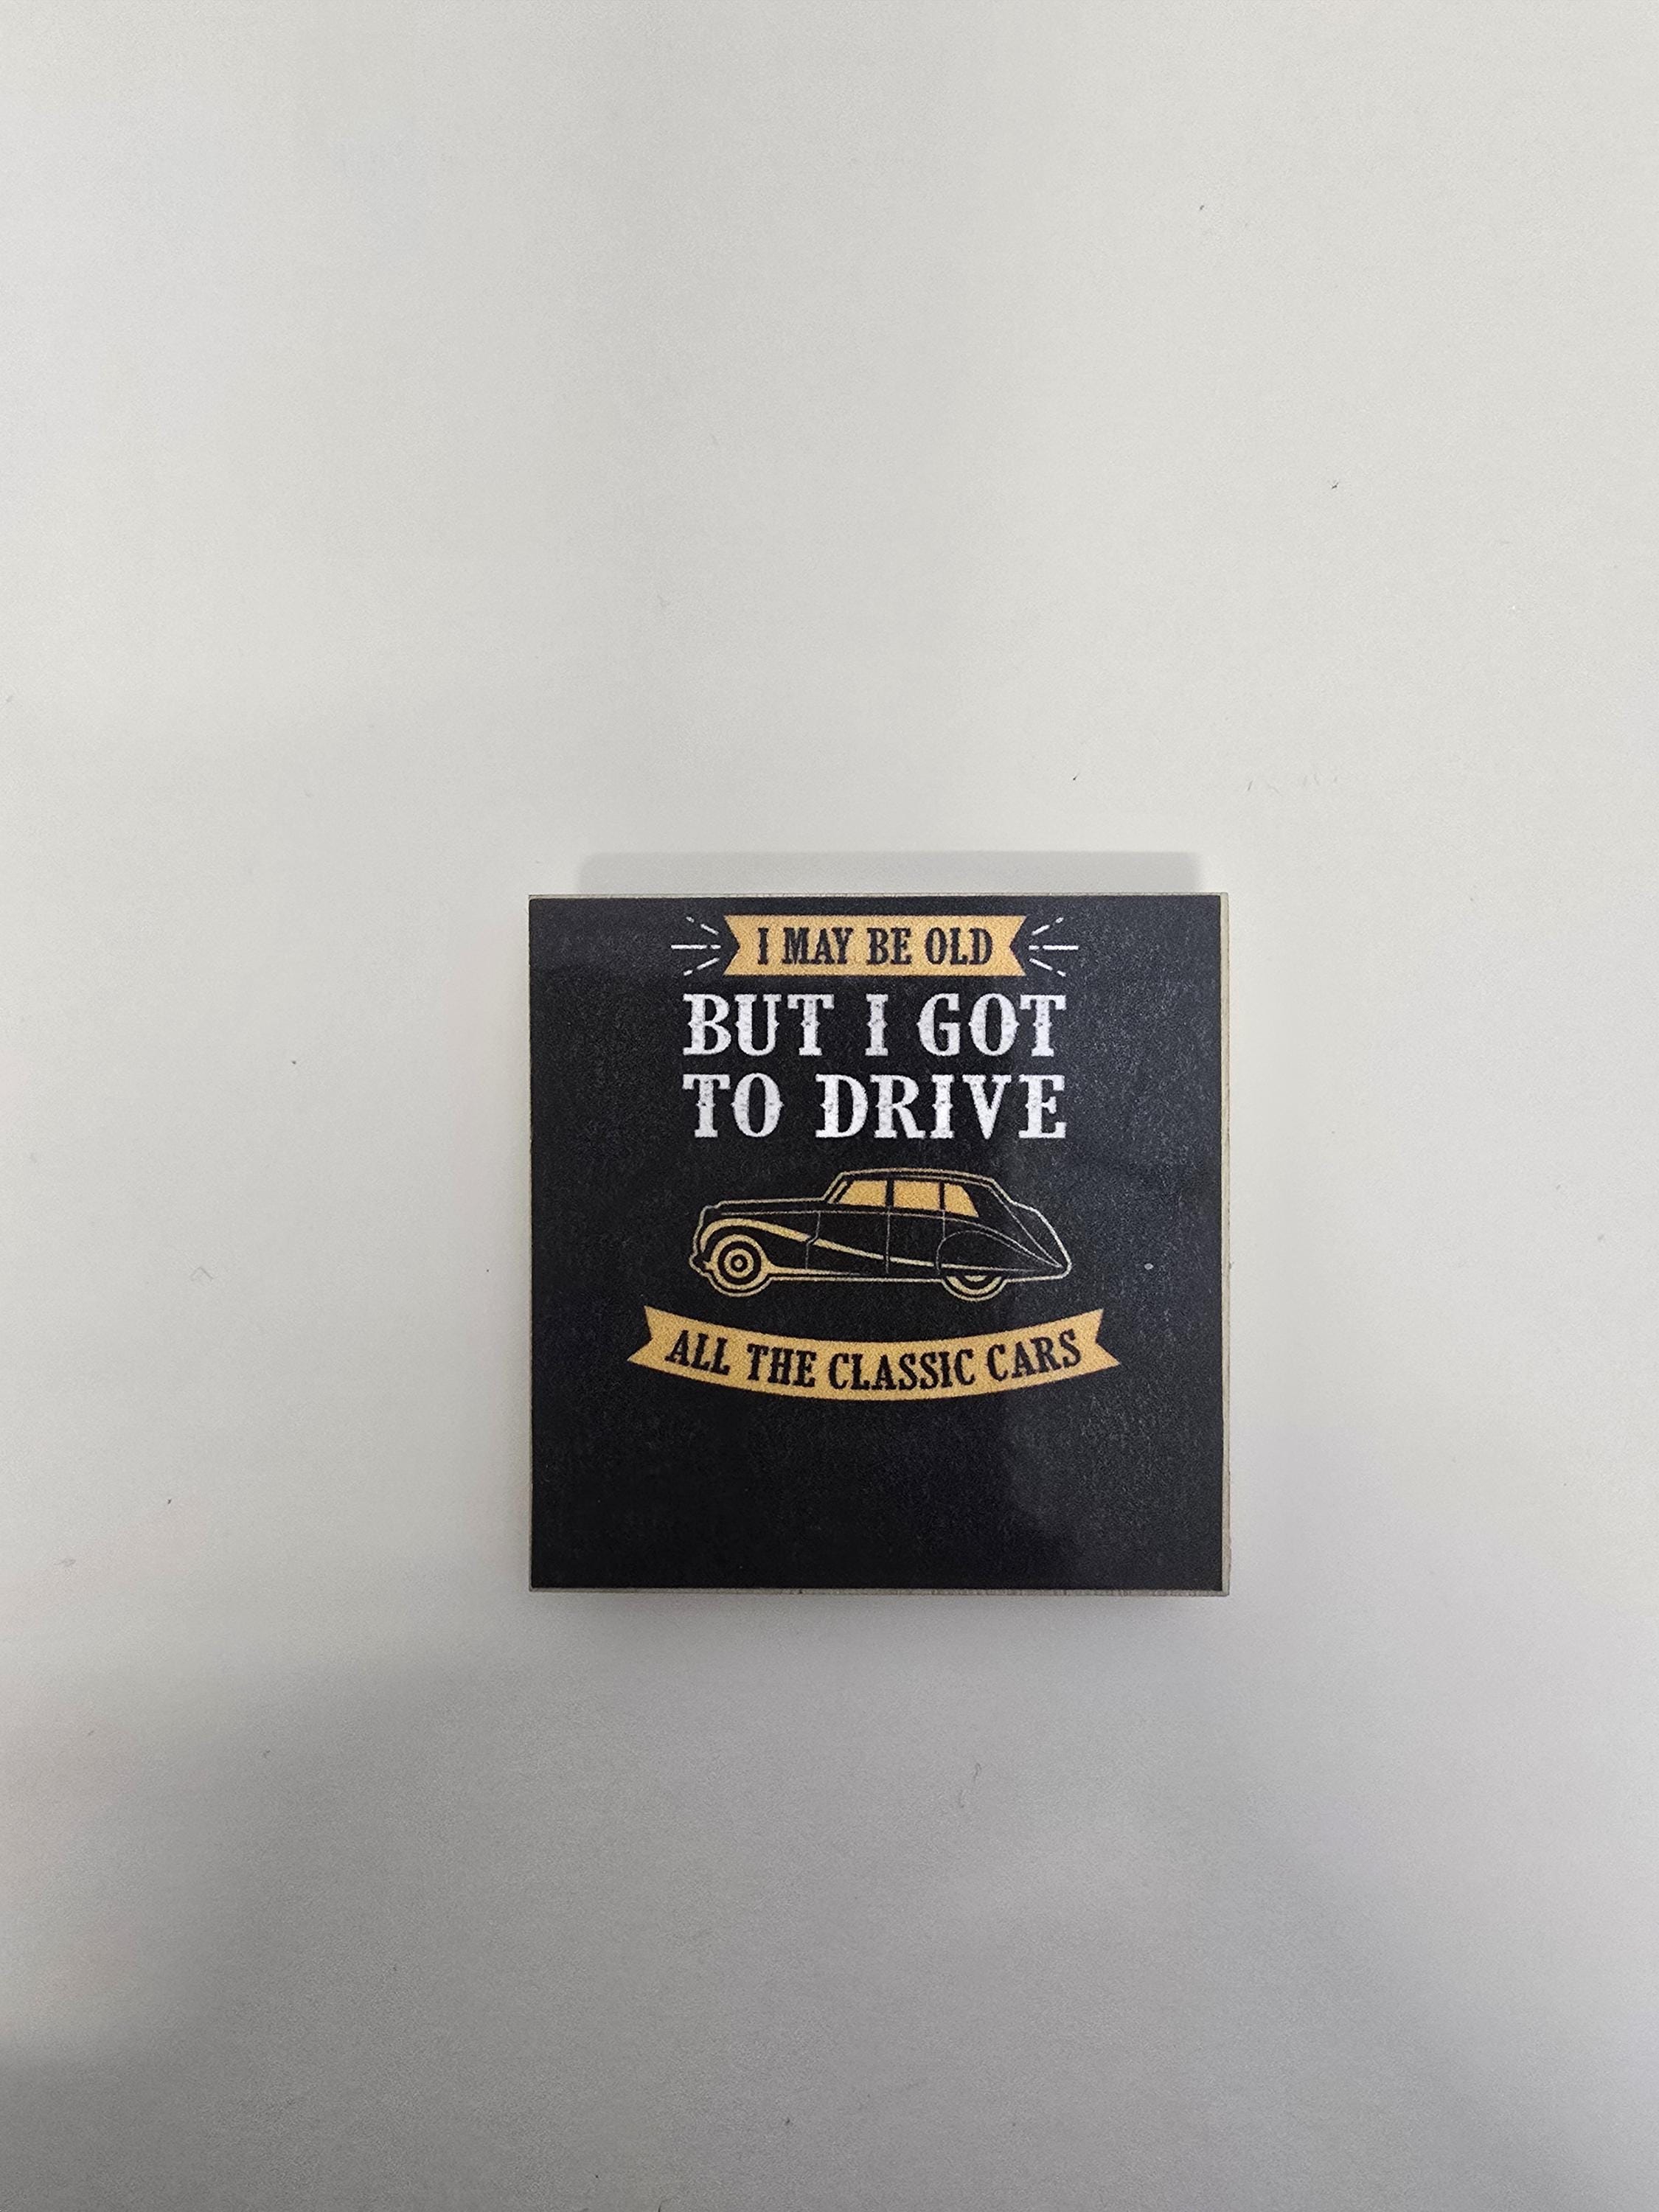 I MAY BE OLD
BUT I GOT
TO DRIVE
ALL THE CLASSIC CARS